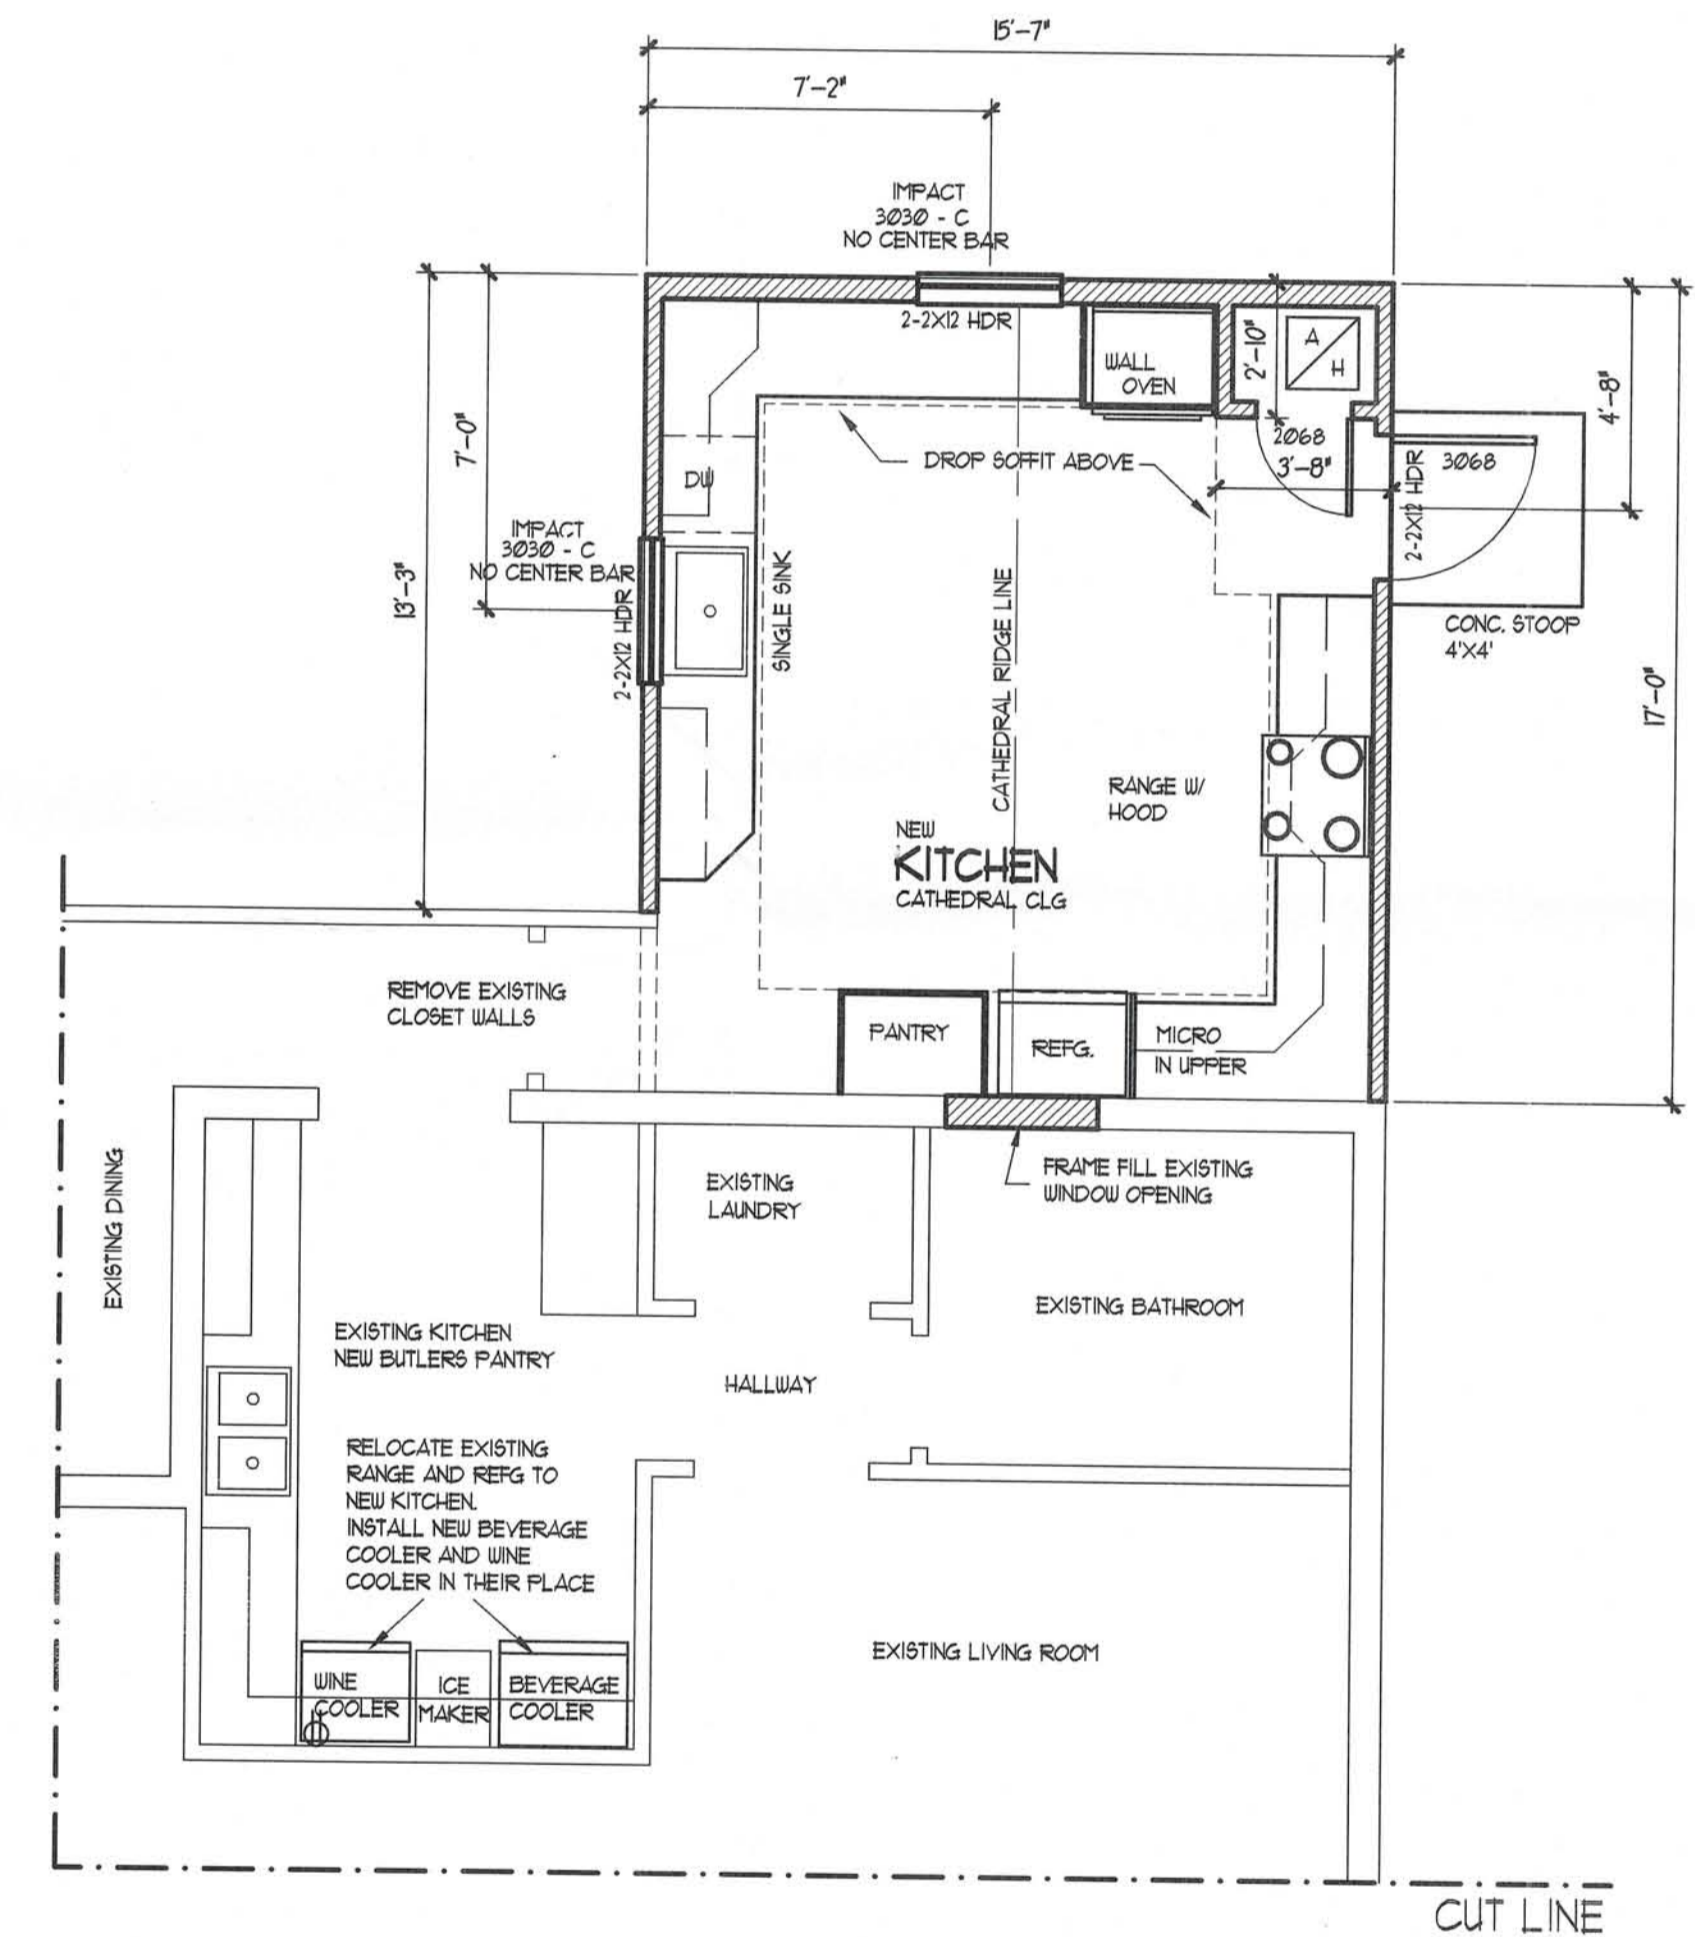 15'-7"
7'-2"
IMPACT
3030 - C
NO CENTER BAR
2-2X12 HDR
WALL
OVEN
2'-10"
A
H
4'-8"
7'-0"
13'-3"
DW
DROP SOFFIT ABOVE
2068
3'-8"
2-2X12 HDR
3068
IMPACT
3030 - C
NO CENTER BAR
2-2X12 HDR
SINGLE SINK
CATHEDRAL RIDGE LINE
CONC. STOOP
4'X4'
17'-0"
RANGE W/
HOOD
NEW
KITCHEN
CATHEDRAL CLG
REMOVE EXISTING
CLOSET WALLS
PANTRY
REFG.
MICRO
IN UPPER
EXISTING DINING
EXISTING
LAUNDRY
FRAME FILL EXISTING
WINDOW OPENING
EXISTING BATHROOM
EXISTING KITCHEN
NEW BUTLERS PANTRY
HALLWAY
RELOCATE EXISTING
RANGE AND REFG TO
NEW KITCHEN.
INSTALL NEW BEVERAGE
COOLER AND WINE
COOLER IN THEIR PLACE
EXISTING LIVING ROOM
WINE
COOLER
ICE
MAKER
BEVERAGE
COOLER
CUT LINE